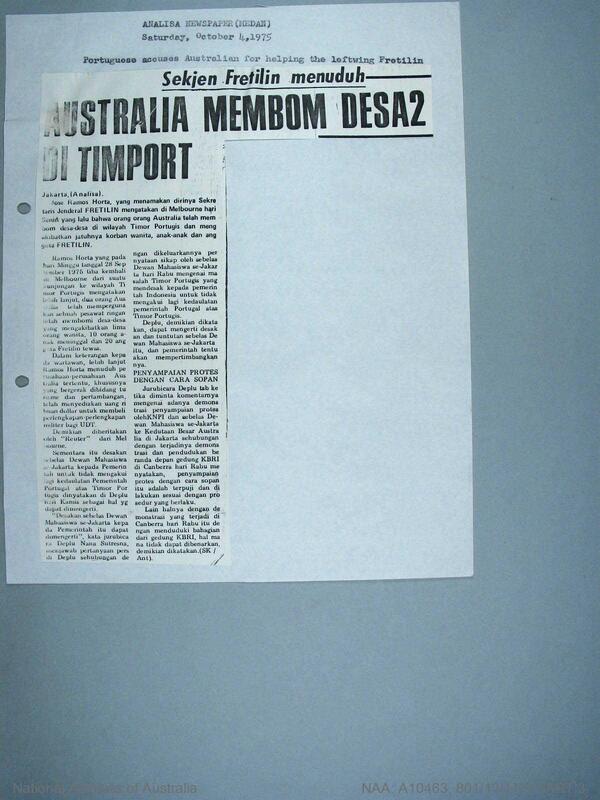 ANALISA NEWSPAPER(MEDAN)
Saturday, October 4,1975
Portuguese accuses Australian for helping the leftwing Fretilin
Sekjen Fretilin menuduh
AUSTRALIA MEMBOM DESA2
DI TIMPORT
Jakarta,(Analisa).
Jose Ramos Horta, yang menamakan dirinya Sekre
taris Jenderal FRETILIN mengatakan di Melbourne hari
Senin yang lalu bahwa orang orang Australia telah mem
bom desa-desa di wilayah Timor Portugis dan meng
akibatkan jatuhnya korban wanita, anak-anak dan ang
gota FRETILIN.
Ramos Horta yang pada
hari Minggu tanggal 28 Sep
tember 1975 tiba kembali
di Melbourne dari suatu
kunjungan ke wilayah Ti
mor Portugis mengatakan
lebih lanjut, dua orang Aus
tralia telah memperguna
kan sebuah pesawat ringan
telah membomi desa-desa
yang mengakibatkan lima
orang wanita, 10 orang a-
nak meninggal dan 20 ang
gota Fretilin tewas.
Dalam keterangan kepa
da wartawan, lebih lanjut
Ramos Horta menuduh pe
rusahaan-perusahaan Aus
tralia tertentu, khususnya
yang bergerak dibidang tu
risme dan pertambangan,
telah menyediakan uang ri
buan dollar untuk membeli
perlengkapan-perlengkapan
militer bagi UDT.
Demikian diberitakan
oleh "Reuter" dari Mel
bourne.
Sementara itu desakan
sebelas Dewan Mahasiswa
se-Jakarta kepada Pemerin
tah untuk tidak mengakui
lagi kedaulatan Pemerintah
Portugal atas Timor Por
tugis dinyatakan di Deplu
hari Kamis sebagai hal yg
dapat dimengerti.
"Desakan sebelas Dewan
Mahasiswa se-Jakarta kepa
da Pemerintah itu dapat
dimengerti", kata jurubica
ra Deplu Nana Sutresna,
menjawab pertanyaan pers
di Deplu sehubungan de
ngan dikeluarkannya per
nyataan sikap oleh sebelas
Dewan Mahasiswa se-Jakar
ta hari Rabu mengenai ma
salah Timor Portugis yang
mendesak kepada pemerin
tah Indonesia untuk tidak
mengakui lagi kedaulatan
pemerintah Portugal atas
Timor Portugis.
Deplu, demikian dikata
kan, dapat mengerti desak
an dan tuntutan sebelas De
wan Mahasiswa se-Jakarta
itu, dan pemerintah tentu
akan mempertimbangkan
nya.
PENYAMPAIAN PROTES
DENGAN CARA SOPAN
Jurubicara Deplu tab ke
tika diminta komentarnya
mengenai adanya demons
trasi penyampaian protes
olehKNPI dan sebelas De-
wan Mahasiswa se-Jakarta
ke Kedutaan Besar Austra
lia di Jakarta sehubungan
dengan terjadinya demons
trasi dan pendudukan be
randa depan gedung KBRI
di Canberra hari Rabu me
nyatakan, penyampaian
protes dengan cara sopan
itu adalah terpuji dan di
lakukan sesuai dengan pro
sedur yang berlaku.
Lain halnya dengan de
monstrasi yang terjadi di
Canberra hari Rabu itu de
ngan menduduki bahagian
dari gedung KBRI, hal ma
na tidak dapat dibenarkan,
demikian dikatakan.(SK /
Ant).
National Archives of Australia
NAA: A10463, 801/13/11/1